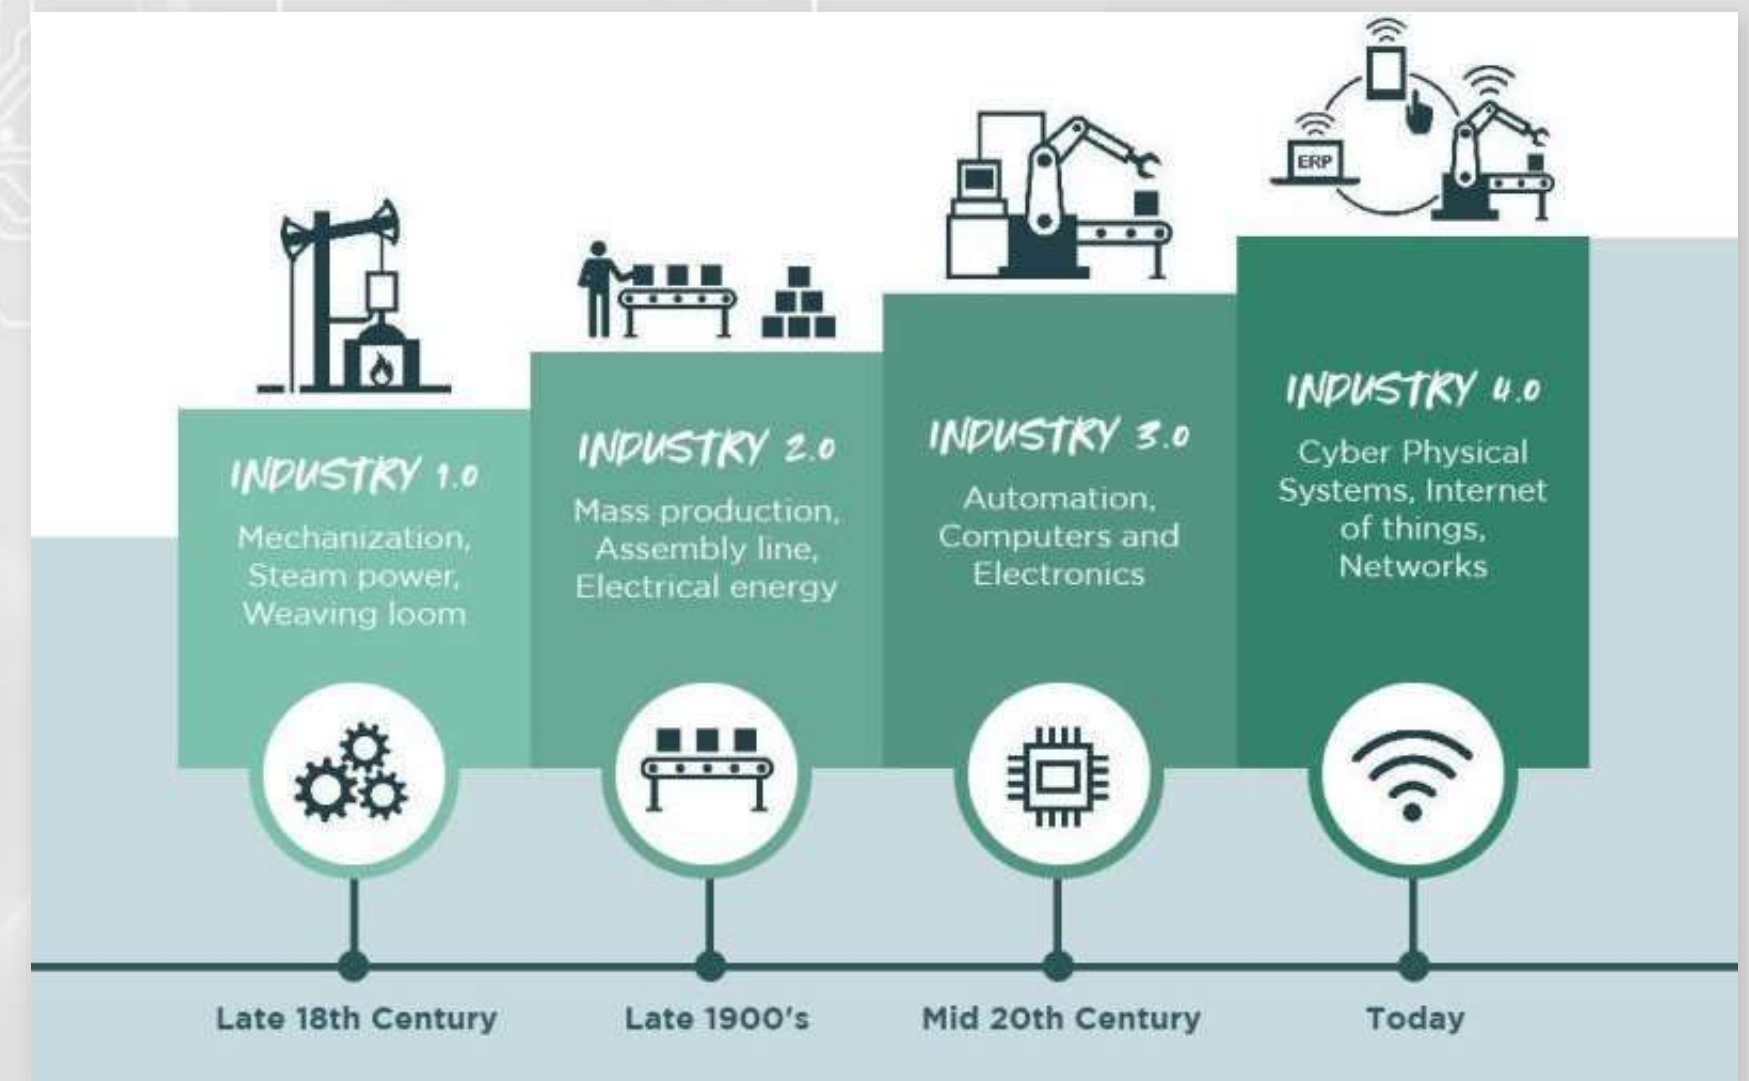 ERP
INDUSTRY 1.0
Mechanization,
Steam power,
Weaving loom
INDUSTRY 2.0
Mass production,
Assembly line,
Electrical energy
INDUSTRY 3.0
Automation,
Computers and
Electronics
INDUSTRY 4.0
Cyber Physical
Systems, Internet
of things,
Networks
Late 18th Century
Late 1900's
Mid 20th Century
Today